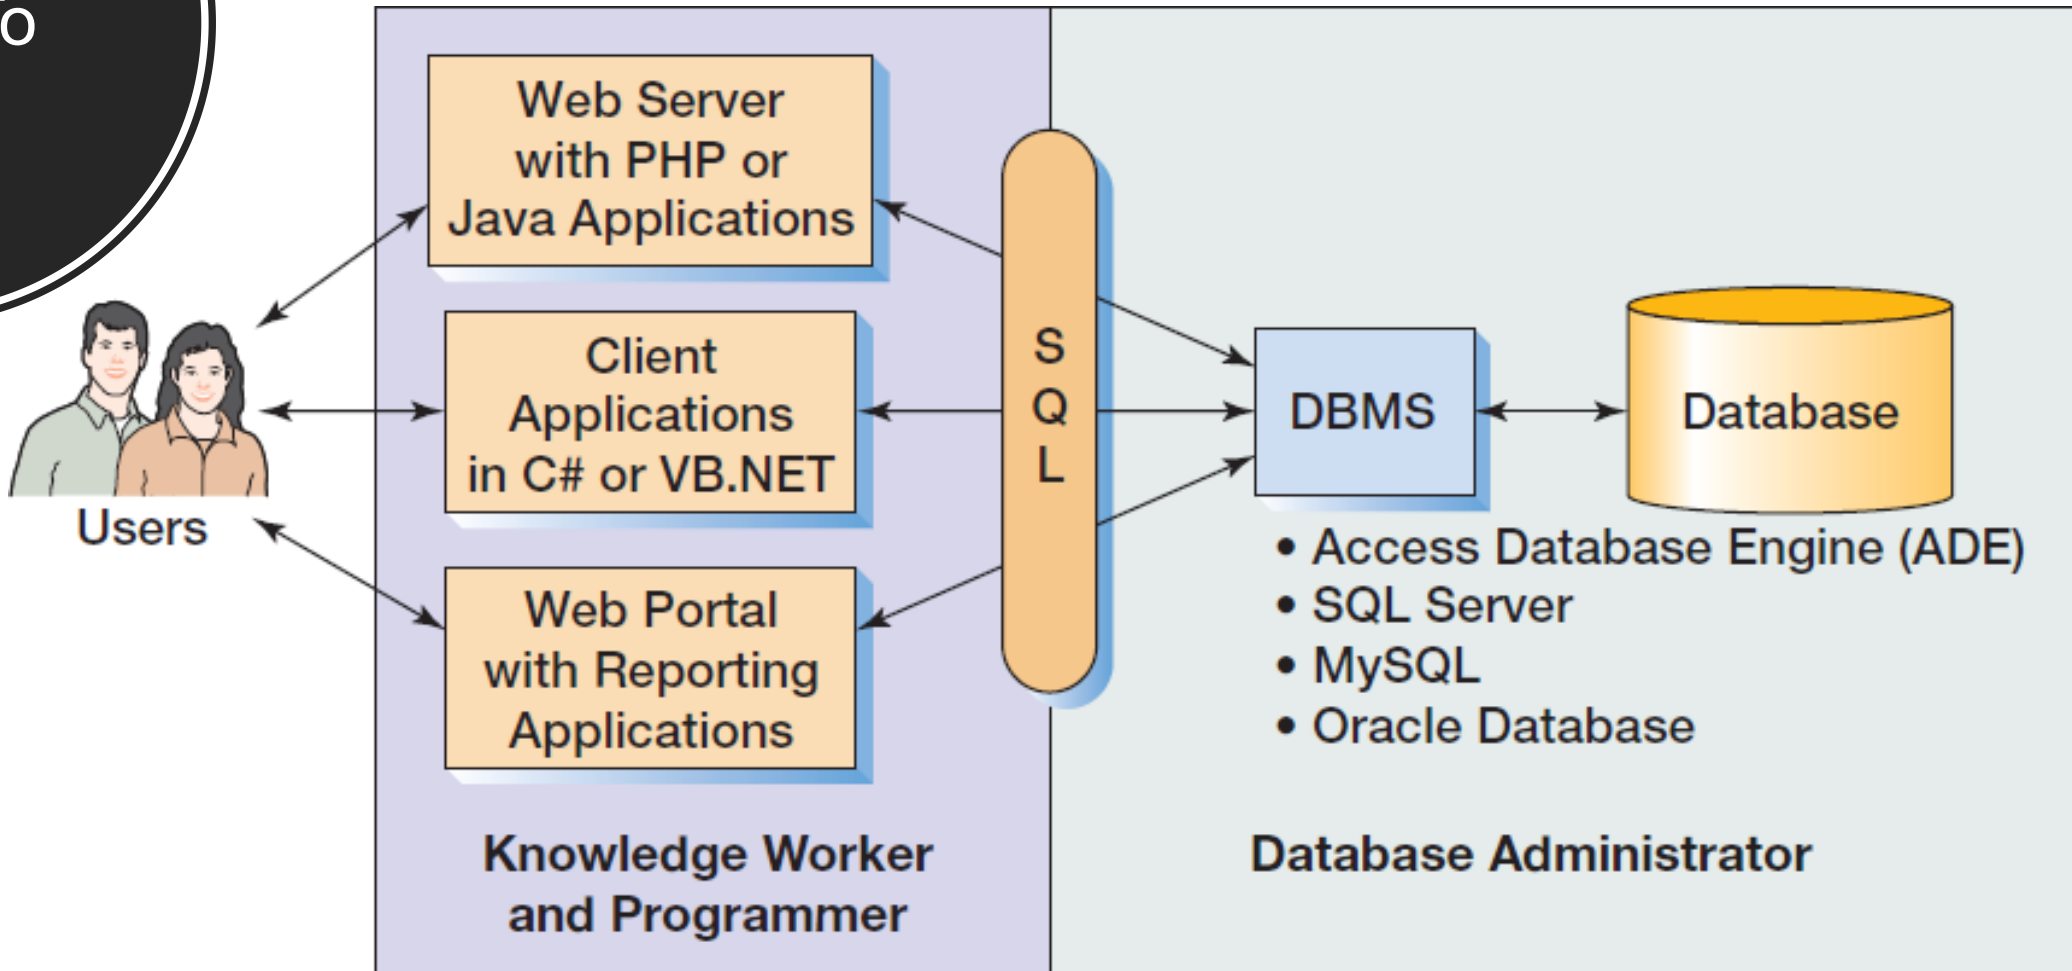 o
Web Server
with PHP or
Java Applications
Client
Applications
in C# or VB.NET
Web Portal
with Reporting
Applications
Users
S
Q
L
DBMS
Database
• Access Database Engine (ADE)
• SQL Server
• MySQL
• Oracle Database
Knowledge Worker
and Programmer
Database Administrator